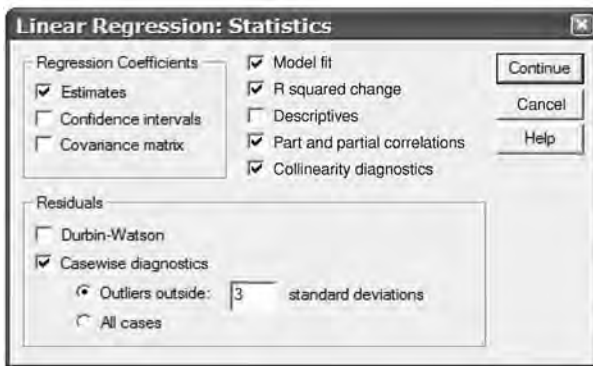 Linear Regression: Statistics
Regression Coefficients
Estimates
Confidence intervals
Covariance matrix
Model fit
R squared change
Descriptives
Part and partial correlations
Collinearity diagnostics
Continue
Cancel
Help
Residuals
Durbin-Watson
Casewise diagnostics
Outliers outside: 3 standard deviations
All cases